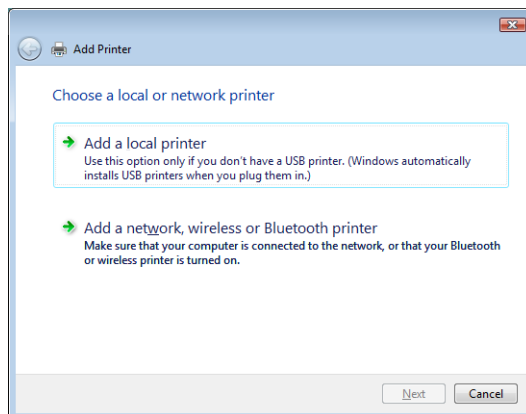 Add Printer
Choose a local or network printer
Add a local printer
Use this option only if you don't have a USB printer. (Windows automatically
installs USB printers when you plug them in.)
Add a network, wireless or Bluetooth printer
Make sure that your computer is connected to the network, or that your Bluetooth
or wireless printer is turned on.
Next
Cancel